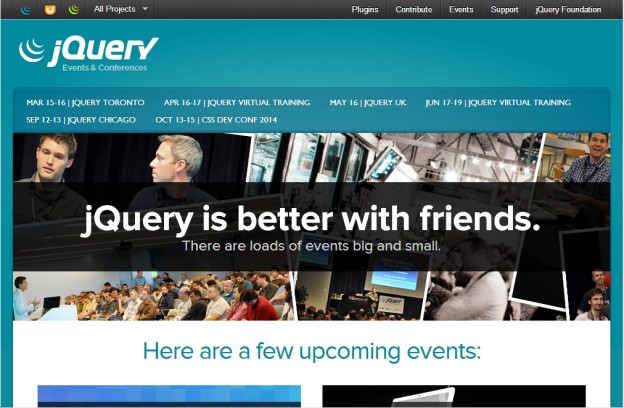 All Projects
Plugins
Contribute
Events
Support
jQuery Foundation
jQuery
Events & Conferences
MAR 15-16 | JQUERY TORONTO
APR 16-17 | JQUERY VIRTUAL TRAINING
MAY 16 | JQUERY UK
JUN 17-19 | JQUERY VIRTUAL TRAINING
SEP 12-13 | JQUERY CHICAGO
OCT 13-15 | CSS DEV CONF 2014
jQuery is better with friends.
There are loads of events big and small.
jQuery
Here are a few upcoming events: